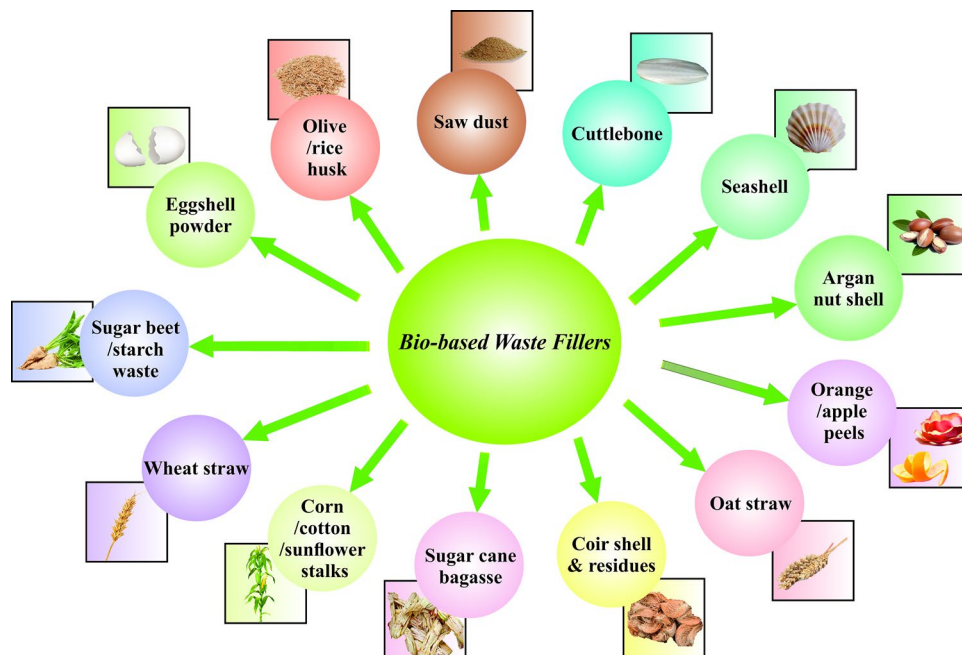 Saw dust
Cuttlebone
Seashell
Argan
nut shell
Orange
/apple
peels
Oat straw
Coir shell
& residues
Sugar cane
bagasse
Corn
/cotton
/sunflower
stalks
Wheat straw
Sugar beet
/starch
waste
Eggshell
powder
Olive
/rice
husk
Bio-based Waste Fillers